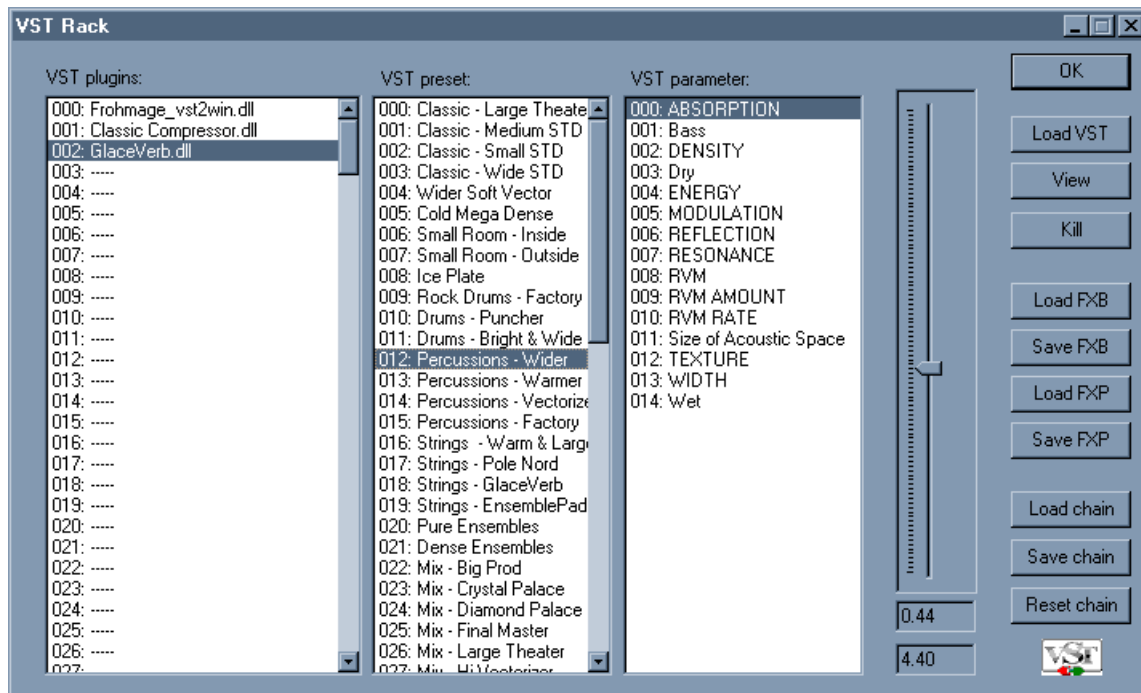 VST Rack
VST plugins:
000: Frohmage_vst2win.dll
001: Classic Compressor.dll
002: GlaceVerb.dll
003: -----
004: -----
005: -----
006: -----
007: -----
008: -----
009: -----
010: -----
011: -----
012: -----
013: -----
014: -----
015: -----
016: -----
017: -----
018: -----
019: -----
020: -----
021: -----
022: -----
023: -----
024: -----
025: -----
026: -----
027:
VST preset:
000: Classic - Large Theate
001: Classic - Medium STD
002: Classic - Small STD
003: Classic - Wide STD
004: Wider Soft Vector
005: Cold Mega Dense
006: Small Room - Inside
007: Small Room - Outside
008: Ice Plate
009: Rock Drums - Factory
010: Drums - Puncher
011: Drums - Bright & Wide
012: Percussions - Wider
013: Percussions - Warmer
014: Percussions - Vectorize
015: Percussions - Factory
016: Strings  - Warm & Large
017: Strings - Pole Nord
018: Strings - GlaceVerb
019: Strings - EnsemblePad
020: Pure Ensembles
021: Dense Ensembles
022: Mix - Big Prod
023: Mix - Crystal Palace
024: Mix - Diamond Palace
025: Mix - Final Master
026: Mix - Large Theater
027: Mix - Hi Vectorizer
VST parameter:
000: ABSORPTION
001: Bass
002: DENSITY
003: Dry
004: ENERGY
005: MODULATION
006: REFLECTION
007: RESONANCE
008: RVM
009: RVM AMOUNT
010: RVM RATE
011: Size of Acoustic Space
012: TEXTURE
013: WIDTH
014: Wet
0.44
4.40
OK
Load VST
View
Kill
Load FXB
Save FXB
Load FXP
Save FXP
Load chain
Save chain
Reset chain
VST